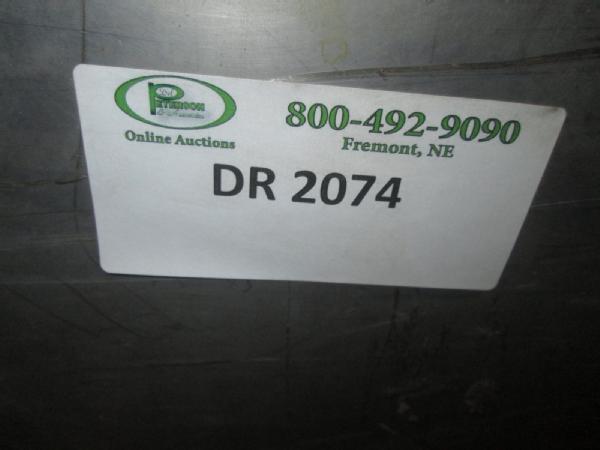 PETERSON
Online Auctions
800-492-9090
Fremont, NE
DR 2074